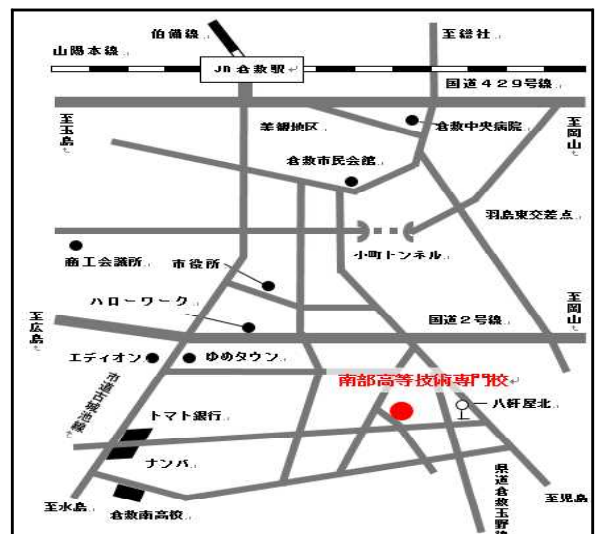 伯備線
至総社
山陽本線
JR倉敷駅
国道429号線
至玉島
美観地区
倉敷中央病院
至岡山
倉敷市民会館
羽島東交差点
小町トンネル
商工会議所
市役所
ハローワーク
至広島
国道2号線
至岡山
エディオン
ゆめタウン
南部高等技術専門校
市道古城池線
トマト銀行
八軒屋北
ナンバ
至水島
倉敷南高校
県道倉敷玉野線
至児島